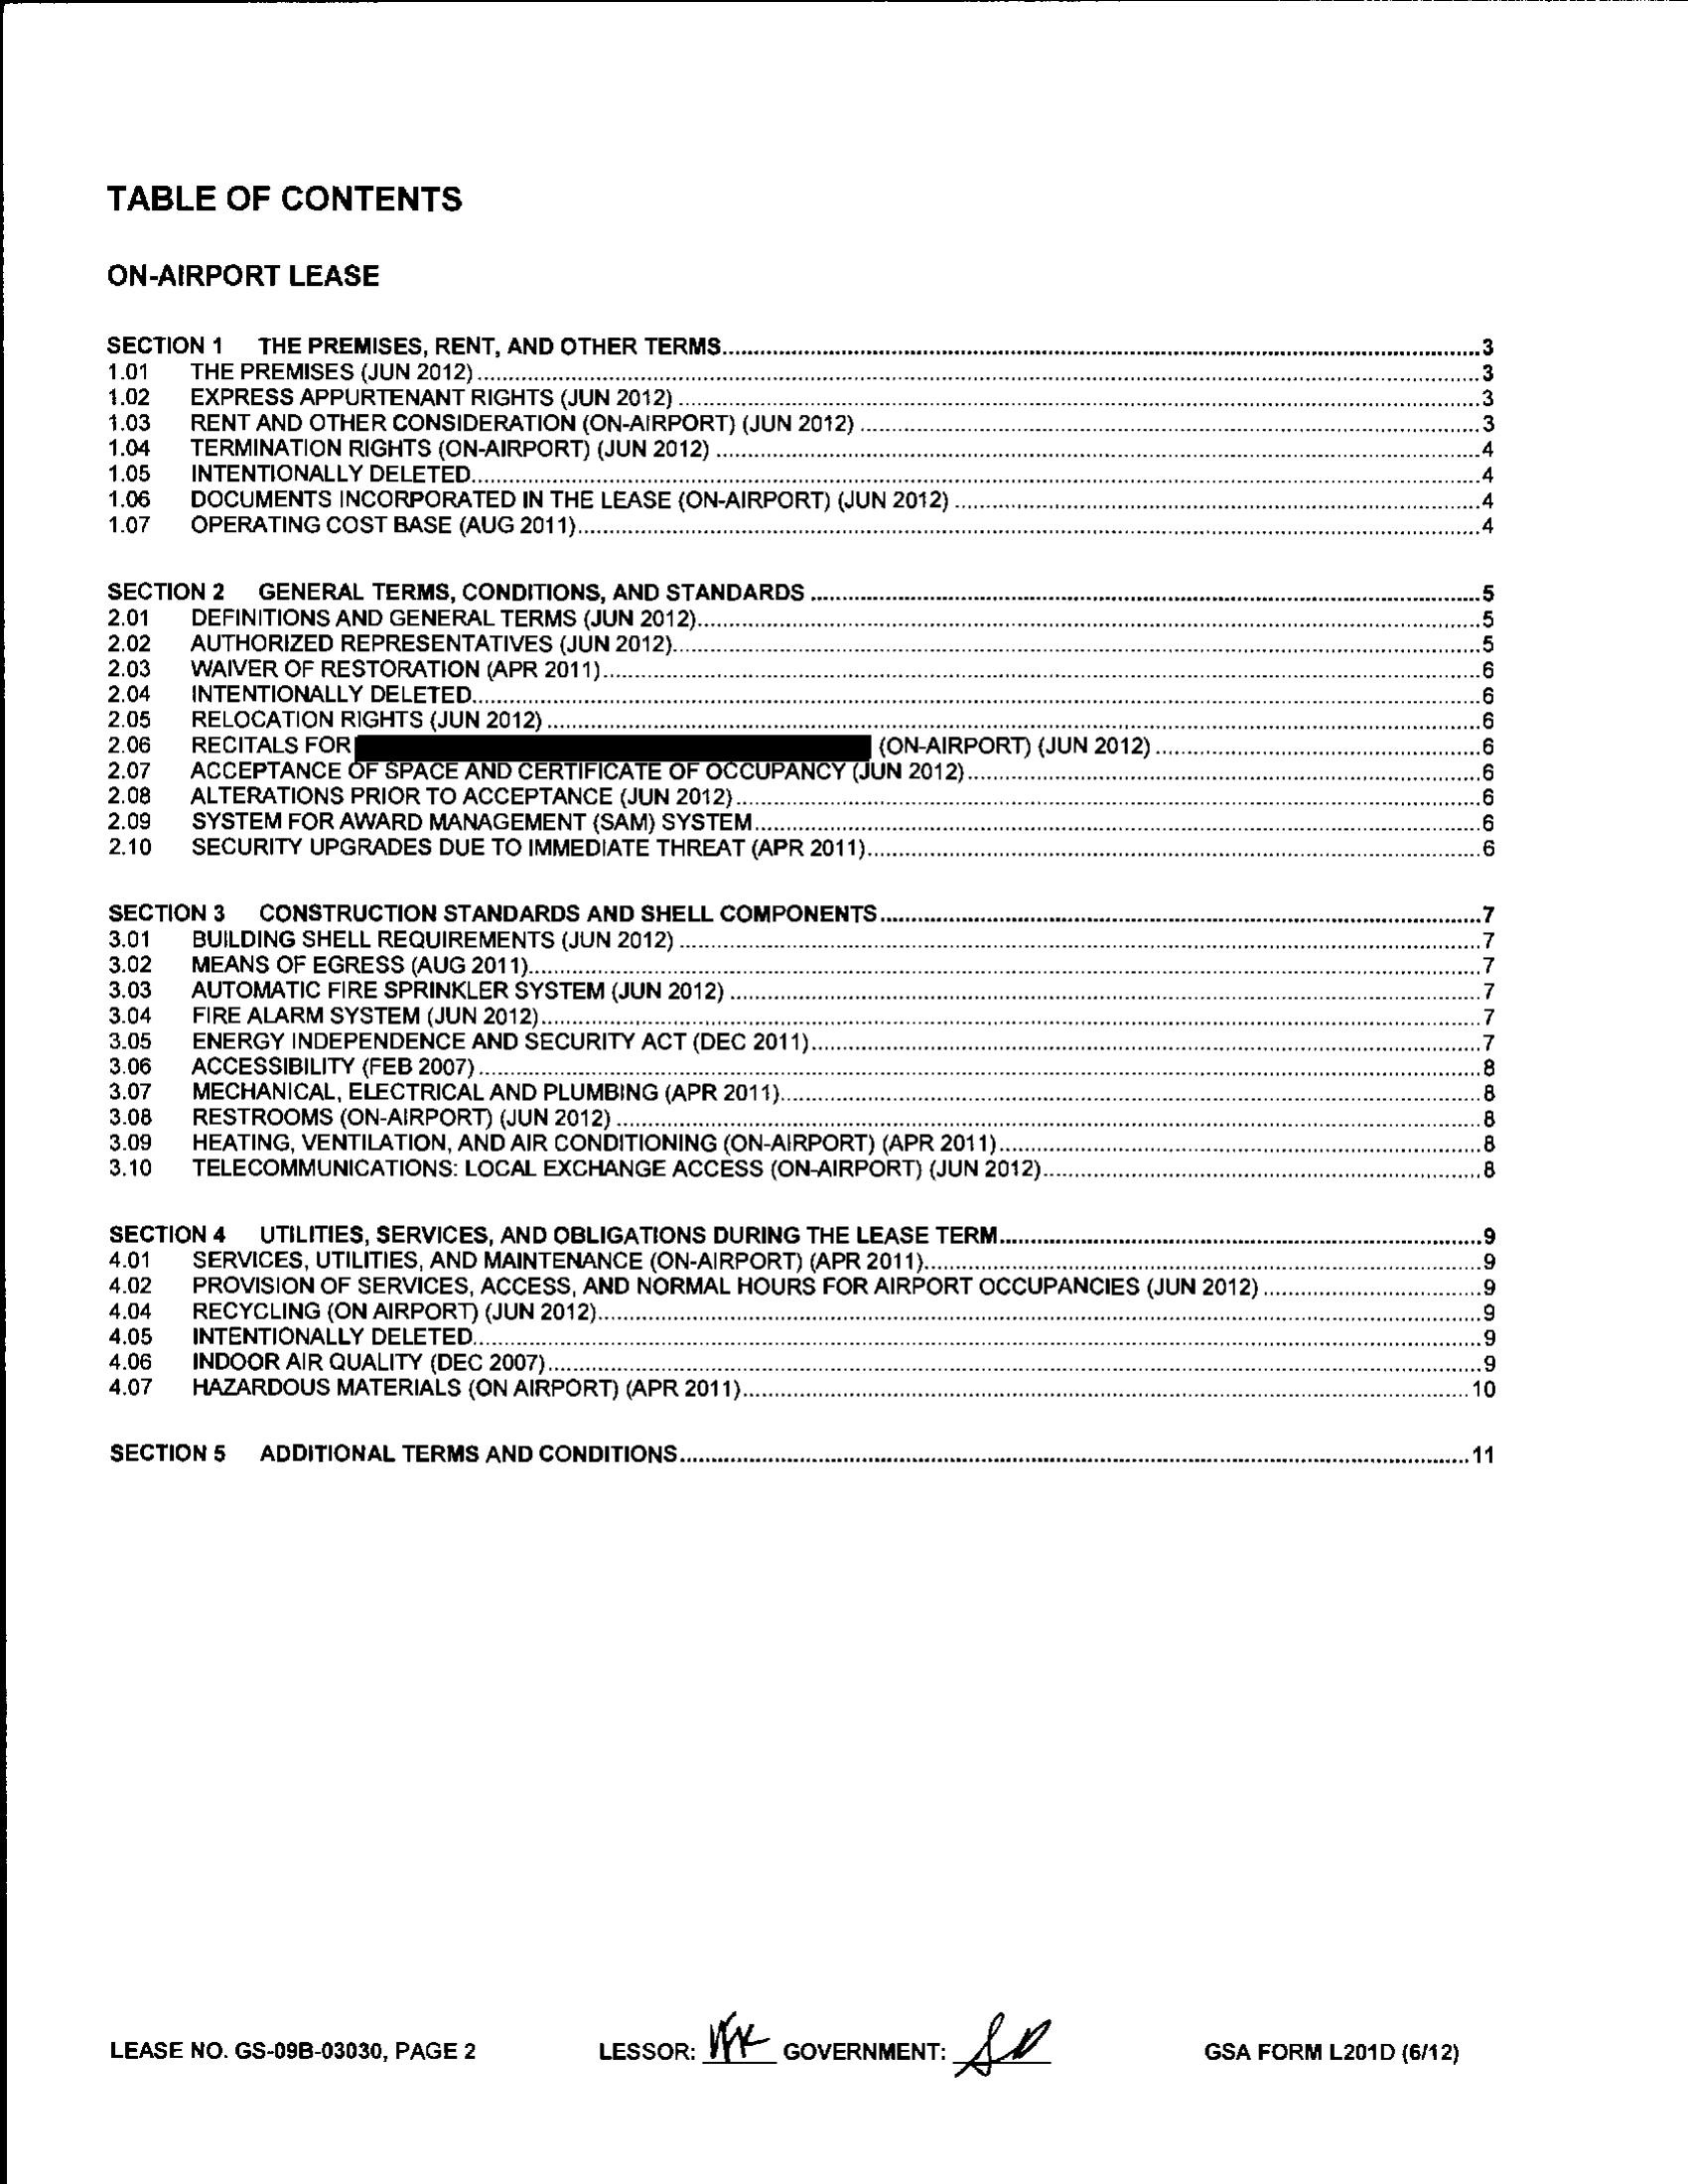 TABLE OF CONTENTS
ON-AIRPORT LEASE
SECTION 1 THE PREMISES, RENT, AND OTHER TERMS 3
1.01 THE PREMISES (JUN 2012) 3
1.02 EXPRESS APPURTENANT RIGHTS (JUN 2012) 3
1.03 RENT AND OTHER CONSIDERATION (ON-AIRPORT) (JUN 2012) 3
1.04 TERMINATION RIGHTS (ON-AIRPORT) (JUN 2012) 4
1.05 INTENTIONALLY DELETED 4
1.06 DOCUMENTS INCORPORATED IN THE LEASE (ON-AIRPORT) (JUN 2012) 4
1.07 OPERATING COST BASE (AUG 2011) 4
SECTION 2 GENERAL TERMS, CONDITIONS, AND STANDARDS 5
2.01 DEFINITIONS AND GENERAL TERMS (JUN 2012) 5
2.02 AUTHORIZED REPRESENTATIVES (JUN 2012) 5
2.03 WAIVER OF RESTORATION (APR 2011) 6
2.04 INTENTIONALLY DELETED 6
2.05 RELOCATION RIGHTS (JUN 2012) 6
2.06 RECITALS FOR (ON-AIRPORT) (JUN 2012) 6
2.07 ACCEPTANCE OF SPACE AND CERTIFICATE OF OCCUPANCY (JUN 2012) 6
2.08 ALTERATIONS PRIOR TO ACCEPTANCE (JUN 2012) 6
2.09 SYSTEM FOR AWARD MANAGEMENT (SAM) SYSTEM 6
2.10 SECURITY UPGRADES DUE TO IMMEDIATE THREAT (APR 2011) 6
SECTION 3 CONSTRUCTION STANDARDS AND SHELL COMPONENTS 7
3.01 BUILDING SHELL REQUIREMENTS (JUN 2012) 7
3.02 MEANS OF EGRESS (AUG 2011) 7
3.03 AUTOMATIC FIRE SPRINKLER SYSTEM (JUN 2012) 7
3.04 FIRE ALARM SYSTEM (JUN 2012) 7
3.05 ENERGY INDEPENDENCE AND SECURITY ACT (DEC 2011) 7
3.06 ACCESSIBILITY (FEB 2007) 8
3.07 MECHANICAL, ELECTRICAL AND PLUMBING (APR 2011) 8
3.08 RESTROOMS (ON-AIRPORT) (JUN 2012) 8
3.09 HEATING, VENTILATION, AND AIR CONDITIONING (ON-AIRPORT) (APR 2011) 8
3.10 TELECOMMUNICATIONS: LOCAL EXCHANGE ACCESS (ON-AIRPORT) (JUN 2012) 8
SECTION 4 UTILITIES, SERVICES, AND OBLIGATIONS DURING THE LEASE TERM 9
4.01 SERVICES, UTILITIES, AND MAINTENANCE (ON-AIRPORT) (APR 2011) 9
4.02 PROVISION OF SERVICES, ACCESS, AND NORMAL HOURS FOR AIRPORT OCCUPANCIES (JUN 2012) 9
4.04 RECYCLING (ON AIRPORT) (JUN 2012) 9
4.05 INTENTIONALLY DELETED 9
4.06 INDOOR AIR QUALITY (DEC 2007) 9
4.07 HAZARDOUS MATERIALS (ON AIRPORT) (APR 2011) 10
SECTION 5 ADDITIONAL TERMS AND CONDITIONS 11
LEASE NO. GS-09B-03030, PAGE 2 LESSOR: GOVERNMENT: GSA FORM L201D (6/12)